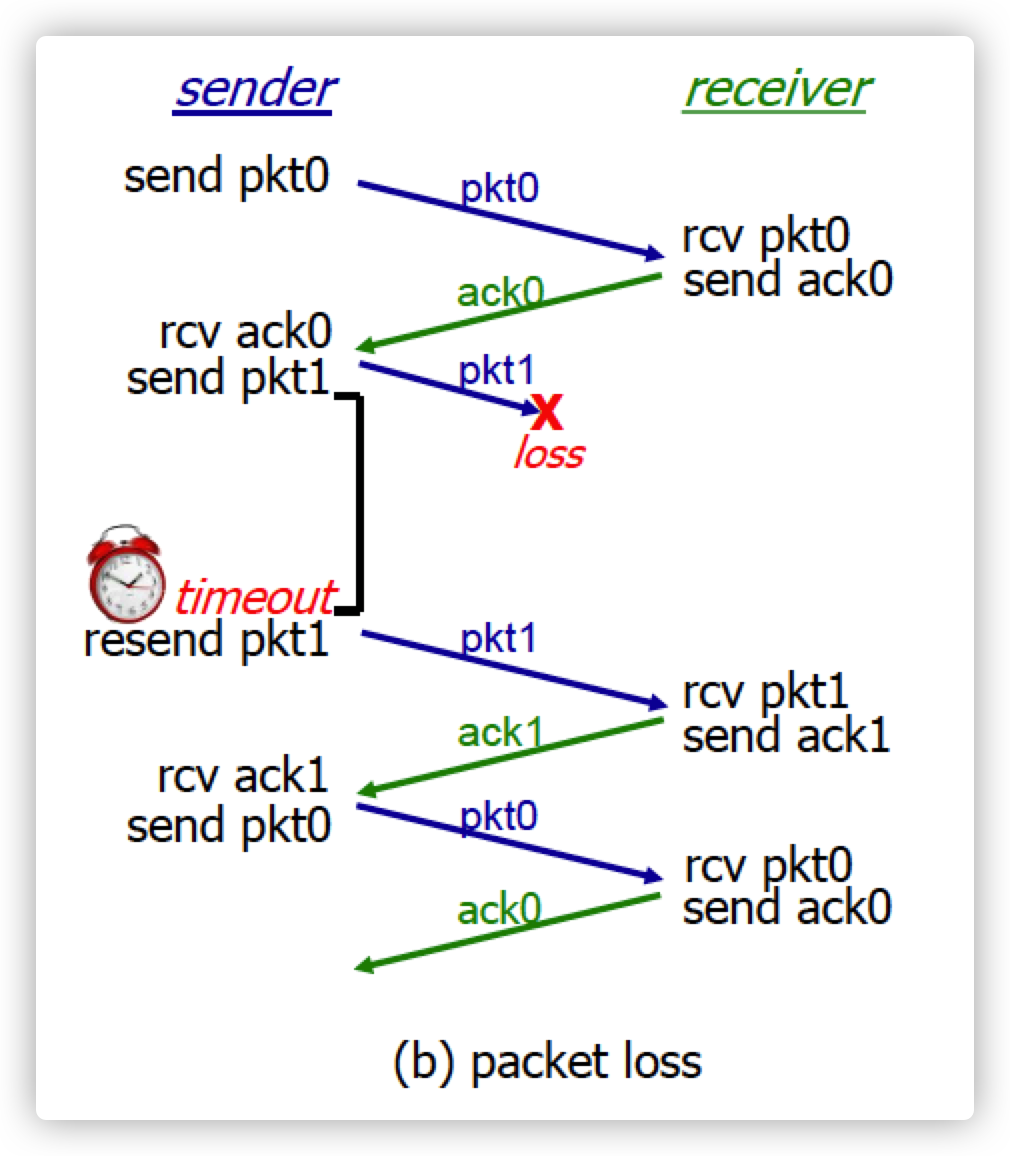 sender
receiver
send pkt0
pkt0
rcv pkt0
send ack0
ack0
rcv ack0
send pkt1
pkt1
X
loss
timeout
resend pkt1
pkt1
rcv pkt1
send ack1
ack1
rcv ack1
send pkt0
pkt0
rcv pkt0
send ack0
ack0
(b) packet loss